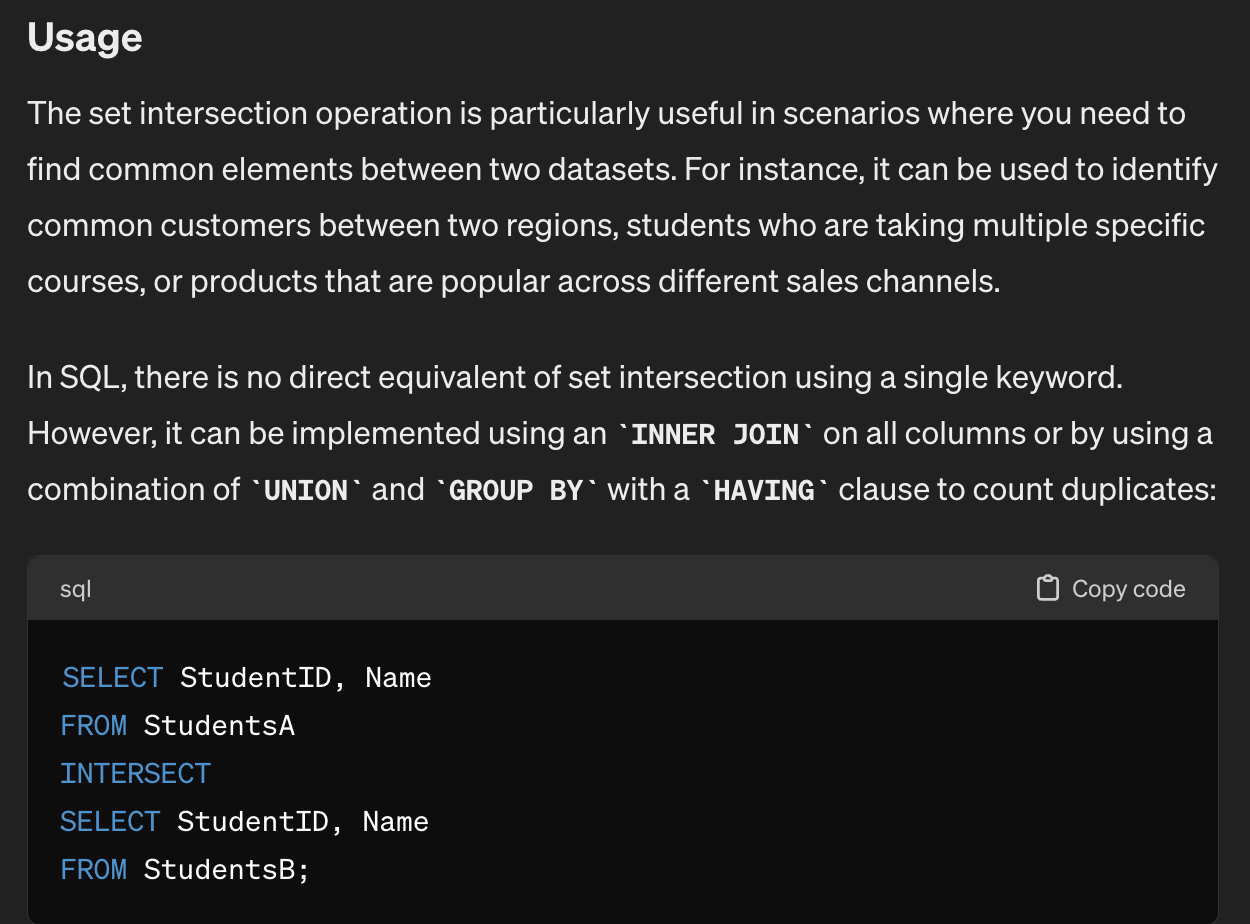 Usage
The set intersection operation is particularly useful in scenarios where you need to
find common elements between two datasets. For instance, it can be used to identify
common customers between two regions, students who are taking multiple specific
courses, or products that are popular across different sales channels.
In SQL, there is no direct equivalent of set intersection using a single keyword.
However, it can be implemented using an `INNER JOIN` on all columns or by using a
combination of `UNION` and `GROUP BY` with a `HAVING` clause to count duplicates:
sql Copy code
SELECT StudentID, Name
FROM StudentsA
INTERSECT
SELECT StudentID, Name
FROM StudentsB;